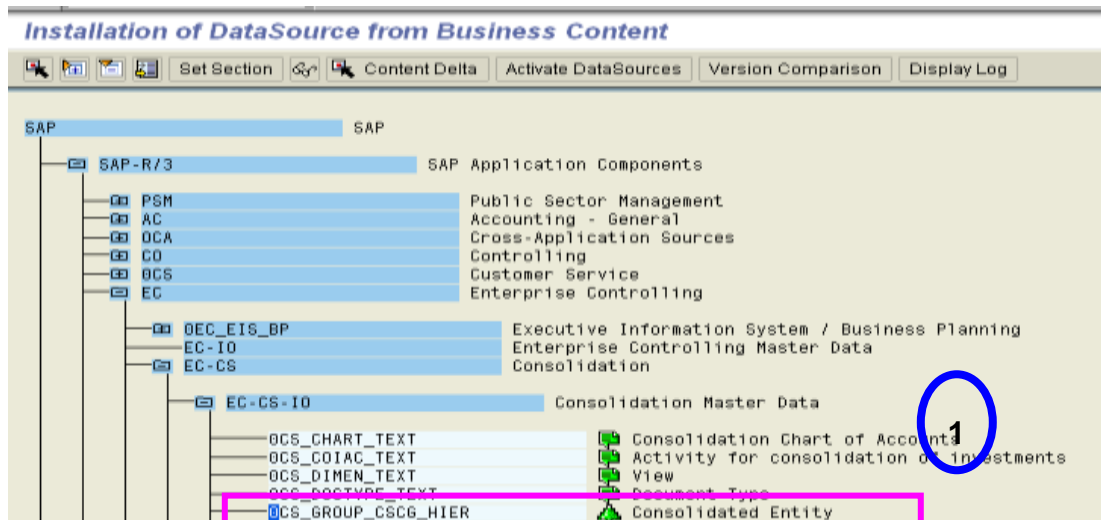 Installation of DataSource from Business Content
Set Section Content Delta Activate DataSources Version Comparison Display Log
SAP SAP
SAP-R/3 SAP Application Components
PSM Public Sector Management
AC Accounting - General
0CA Cross-Application Sources
CO Controlling
0CS Customer Service
EC Enterprise Controlling
0EC_EIS_BP Executive Information System / Business Planning
EC-IO Enterprise Controlling Master Data
EC-CS Consolidation
EC-CS-IO Consolidation Master Data
1
0CS_CHART_TEXT Consolidation Chart of Accounts
0CS_COIAC_TEXT Activity for consolidation of investments
0CS_DIMEN_TEXT View
0CS_DOCTYPE_TEXT Document Type
0CS_GROUP_CSCG_HIER Consolidated Entity